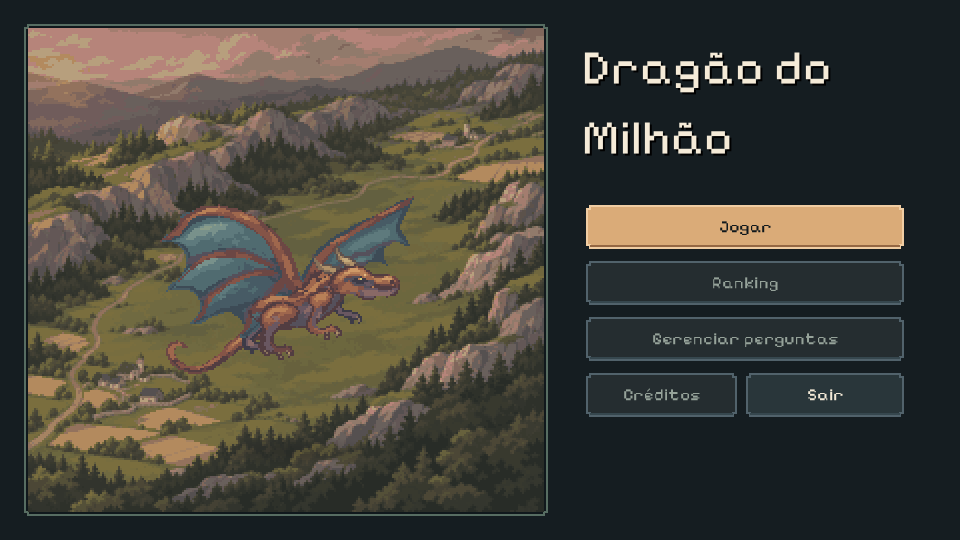 Dragão do
Milhão
Jogar
Ranking
Gerenciar perguntas
Créditos
Sair